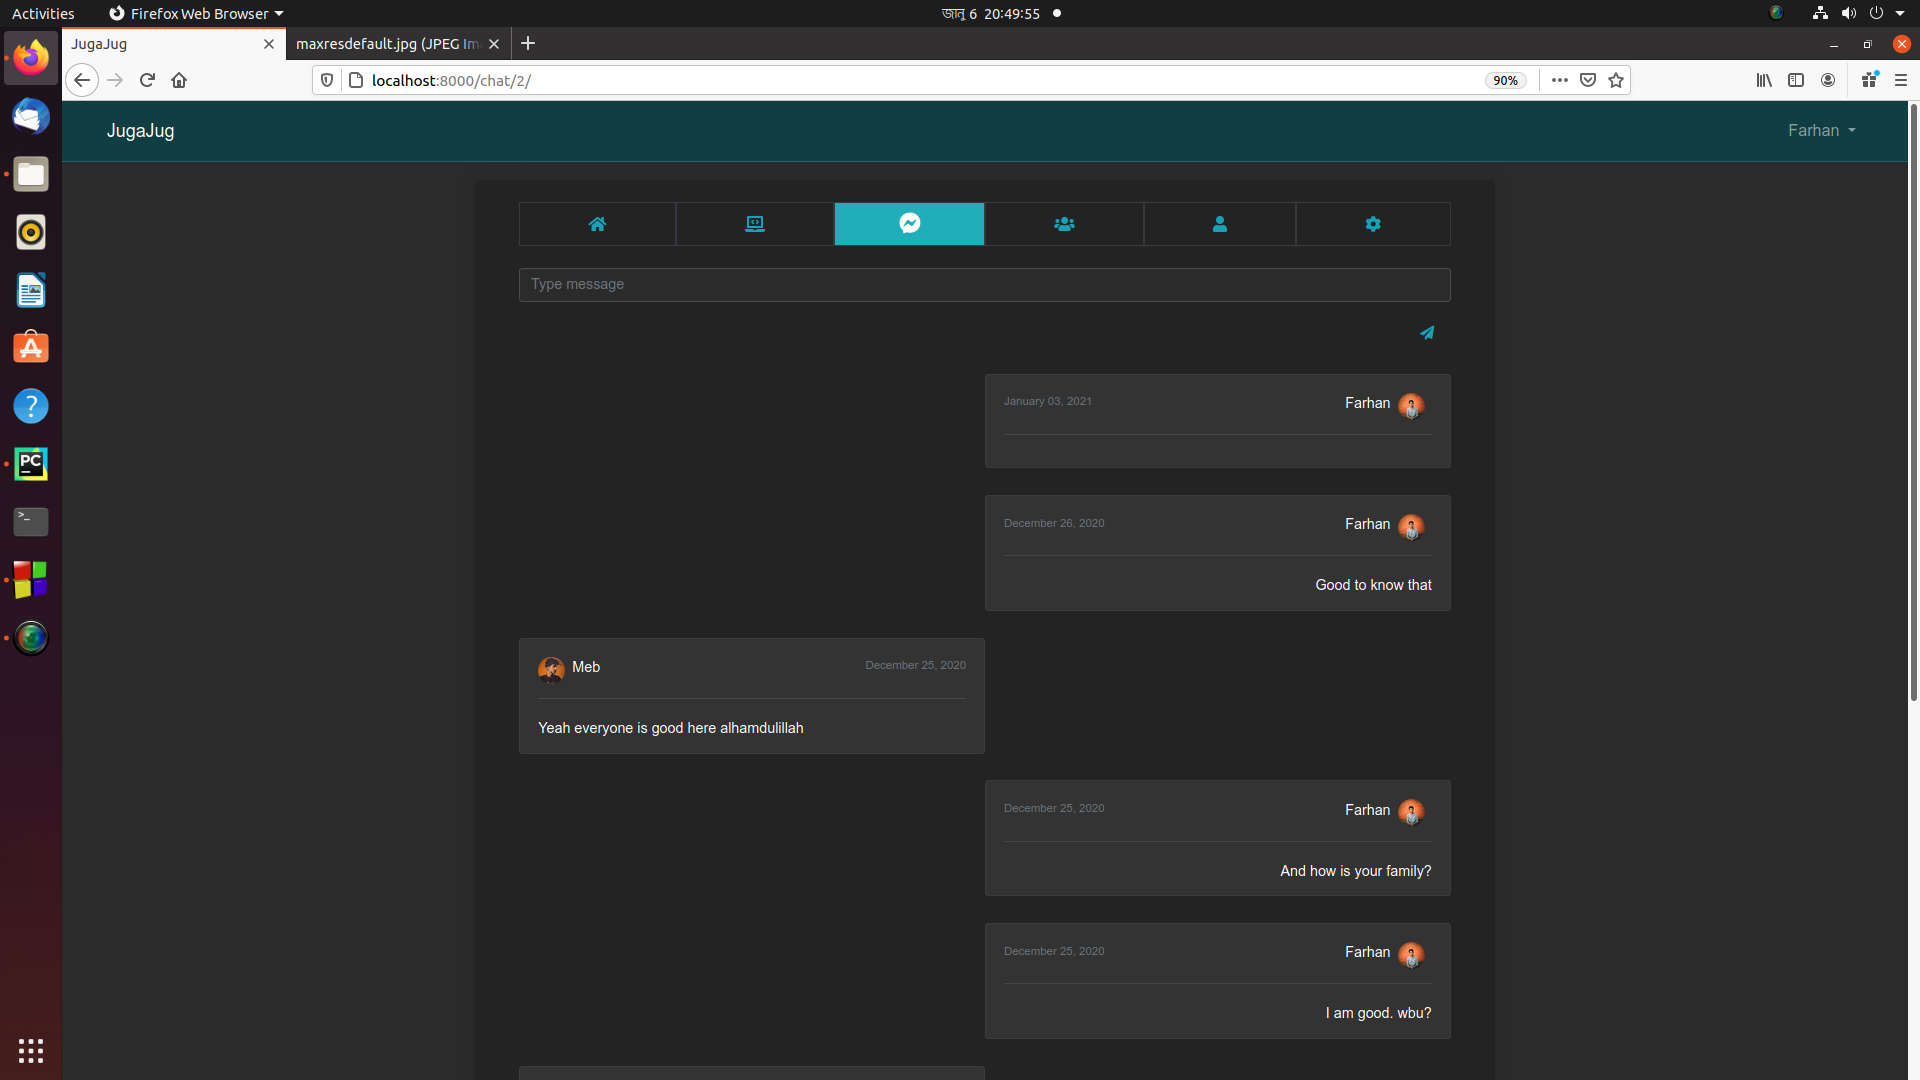 Activities
Firefox Web Browser
জানু 6 20:49:55
JugaJug
maxresdefault.jpg (JPEG Im
localhost:8000/chat/2/
90%
JugaJug
Farhan
Type message
January 03, 2021
Farhan
December 26, 2020
Farhan
Good to know that
Meb
December 25, 2020
Yeah everyone is good here alhamdulillah
December 25, 2020
Farhan
And how is your family?
December 25, 2020
Farhan
I am good. wbu?
PC